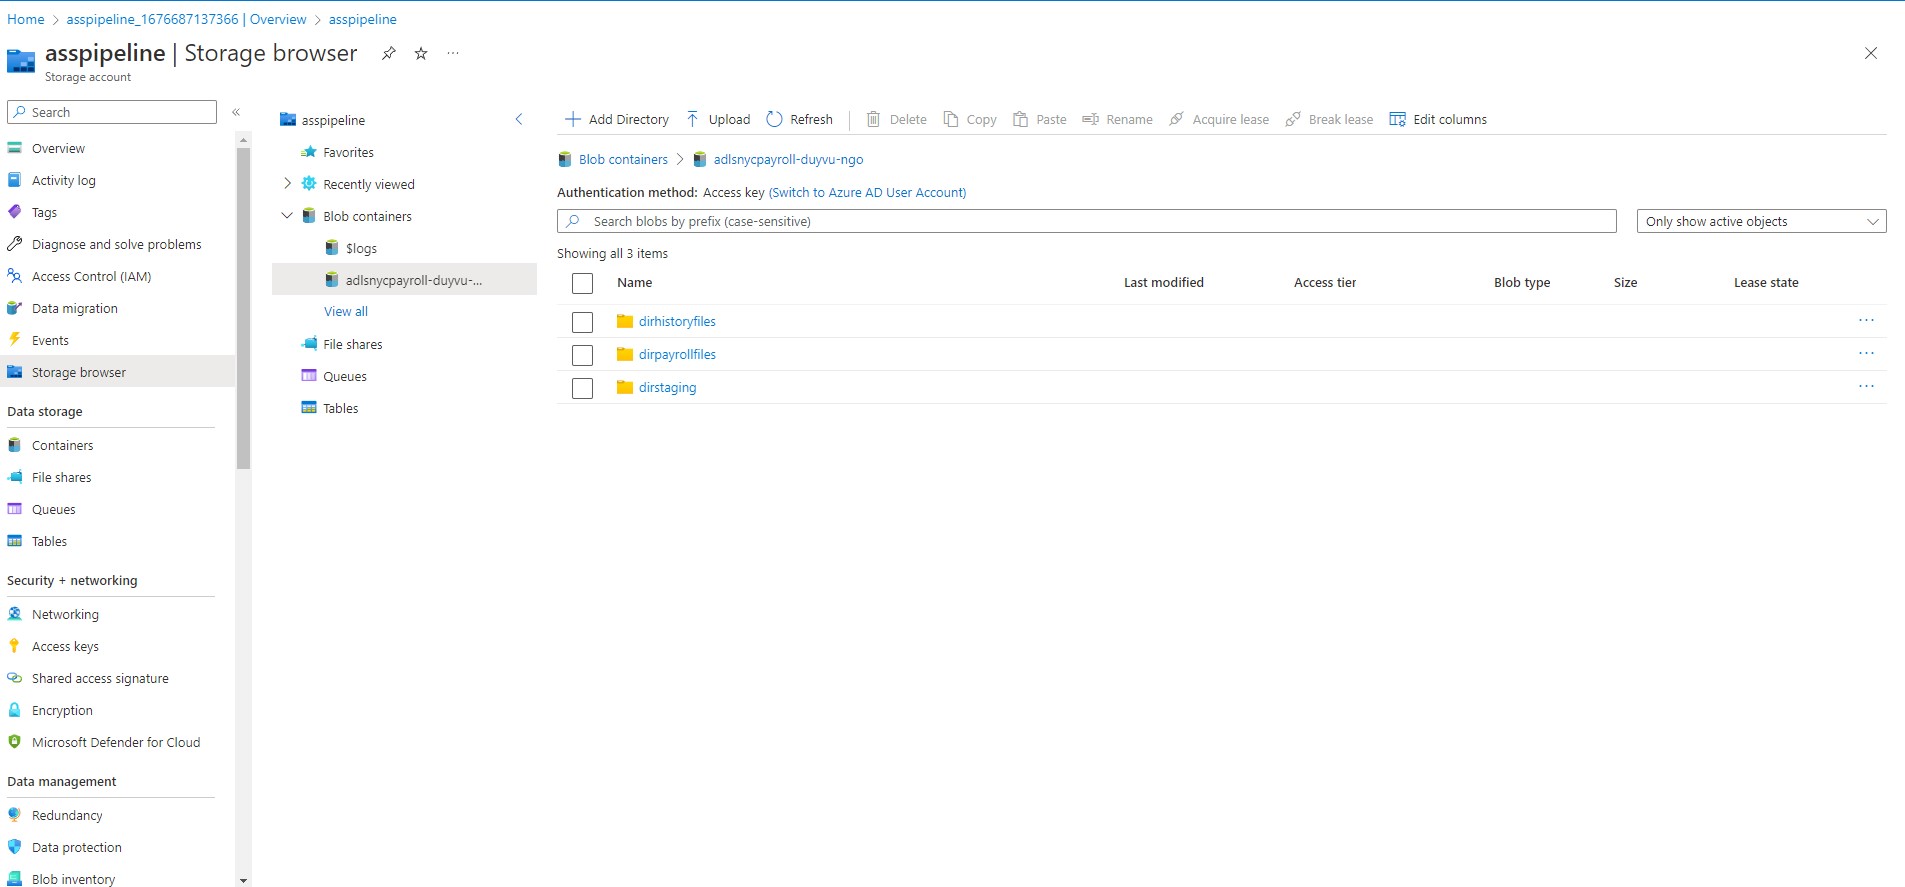 Home > asspipeline_1676687137366 | Overview > asspipeline
asspipeline | Storage browser ...
Storage account
Search «
Overview
Activity log
Tags
Diagnose and solve problems
Access Control (IAM)
Data migration
Events
Storage browser
Data storage
Containers
File shares
Queues
Tables
Security + networking
Networking
Access keys
Shared access signature
Encryption
Microsoft Defender for Cloud
Data management
Redundancy
Data protection
Blob inventory
asspipeline
Favorites
Recently viewed
Blob containers
$logs
adlsnycpayroll-duyvu-...
View all
File shares
Queues
Tables
Add Directory Upload Refresh Delete Copy Paste Rename Acquire lease Break lease Edit columns
Blob containers > adlsnycpayroll-duyvu-ngo
Authentication method: Access key (Switch to Azure AD User Account)
Search blobs by prefix (case-sensitive) Only show active objects
Showing all 3 items
Name Last modified Access tier Blob type Size Lease state
dirhistoryfiles ...
dirpayrollfiles ...
dirstaging ...